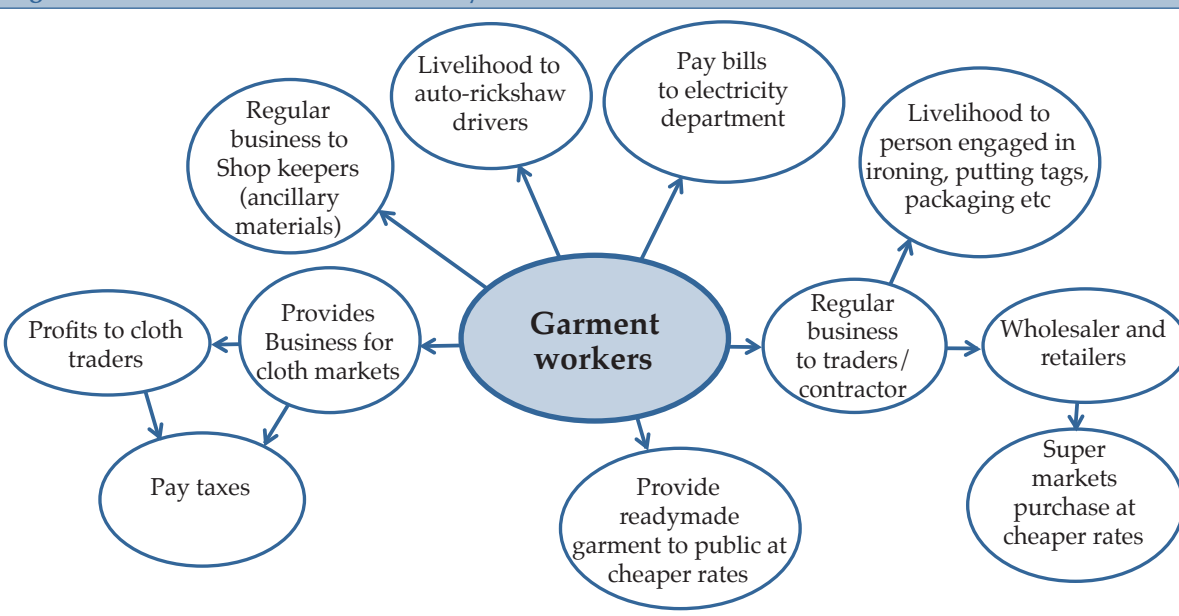 Livelihood to
auto-rickshaw
drivers
Pay bills
to electricity
department
Regular
business to
Shop keepers
(ancillary
materials)
Livelihood to
person engaged in
ironing, putting tags,
packaging etc
Profits to cloth
traders
Provides
Business for
cloth markets
Garment
workers
Regular
business
to traders/
contractor
Wholesaler and
retailers
Pay taxes
Provide
readymade
garment to public at
cheaper rates
Super
markets
purchase at
cheaper rates